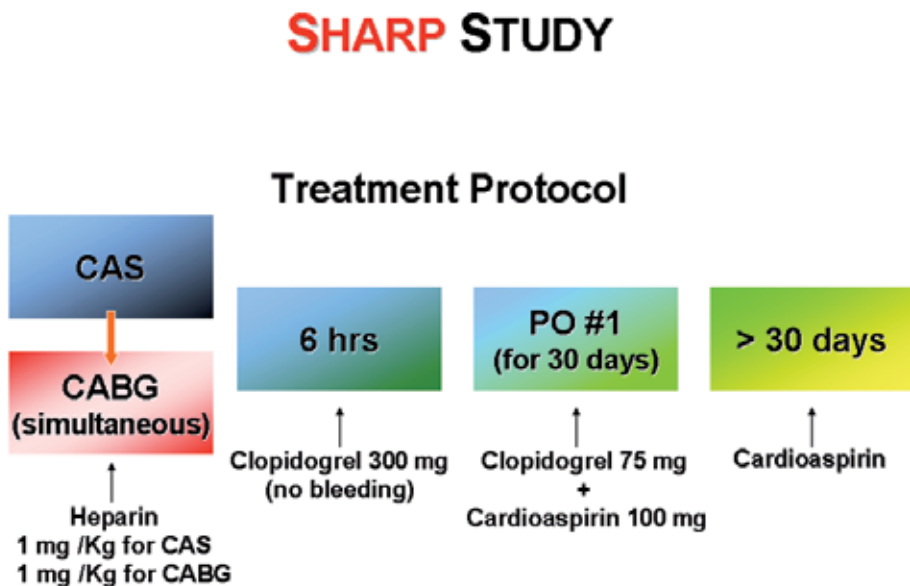 SHARP STUDY
Treatment Protocol
CAS
CABG
(simultaneous)
Heparin
1 mg /Kg for CAS
1 mg /Kg for CABG
6 hrs
Clopidogrel 300 mg
(no bleeding)
PO #1
(for 30 days)
Clopidogrel 75 mg
+
Cardioaspirin 100 mg
> 30 days
Cardioaspirin